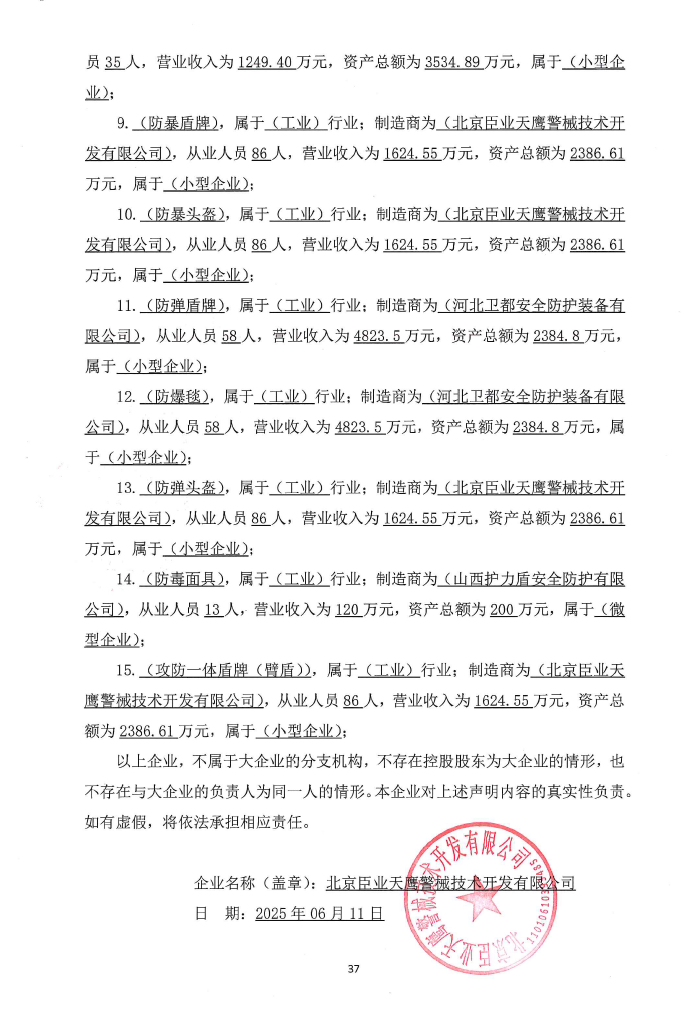 员 35 人，营业收入为 1249.40 万元，资产总额为 3534.89 万元，属于（小型企
业）；
9.（防暴盾牌），属于（工业）行业；制造商为（北京臣业天鹰警械技术开
发有限公司），从业人员 86 人，营业收入为 1624.55 万元，资产总额为 2386.61
万元，属于（小型企业）；
10.（防暴头盔），属于（工业）行业；制造商为（北京臣业天鹰警械技术开
发有限公司），从业人员 86 人，营业收入为 1624.55 万元，资产总额为 2386.61
万元，属于（小型企业）；
11.（防弹盾牌），属于（工业）行业；制造商为（河北卫都安全防护装备有
限公司），从业人员 58 人，营业收入为 4823.5 万元，资产总额为 2384.8 万元，
属于（小型企业）；
12.（防爆毯），属于（工业）行业；制造商为（河北卫都安全防护装备有限
公司），从业人员 58 人，营业收入为 4823.5 万元，资产总额为 2384.8 万元，属
于（小型企业）；
13.（防弹头盔），属于（工业）行业；制造商为（北京臣业天鹰警械技术开
发有限公司），从业人员 86 人，营业收入为 1624.55 万元，资产总额为 2386.61
万元，属于（小型企业）；
14.（防毒面具），属于（工业）行业；制造商为（山西护力盾安全防护有限
公司），从业人员 13 人，营业收入为 120 万元，资产总额为 200 万元，属于（微
型企业）；
15.（攻防一体盾牌（臂盾）），属于（工业）行业；制造商为（北京臣业天
鹰警械技术开发有限公司），从业人员 86 人，营业收入为 1624.55 万元，资产总
额为 2386.61 万元，属于（小型企业）；
以上企业，不属于大企业的分支机构，不存在控股股东为大企业的情形，也
不存在与大企业的负责人为同一人的情形。本企业对上述声明内容的真实性负责。
如有虚假，将依法承担相应责任。
企业名称（盖章）：北京臣业天鹰警械技术开发有限公司
日 期：2025 年 06 月 11 日
北京臣业天鹰警械技术开发有限公司
37